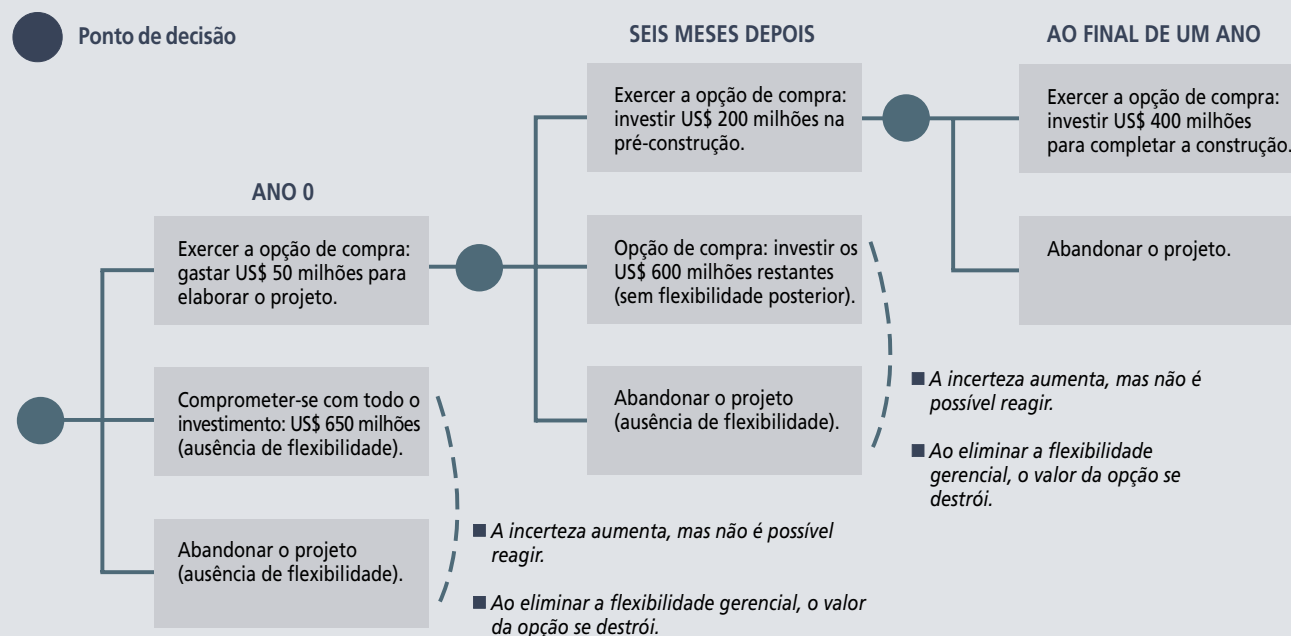 Ponto de decisão
ANO 0
Exercer a opção de compra:
gastar US$ 50 milhões para
elaborar o projeto.
Comprometer-se com todo o
investimento: US$ 650 milhões
(ausência de flexibilidade).
Abandonar o projeto
(ausência de flexibilidade).
■ A incerteza aumenta, mas não é possível
reagir.
■ Ao eliminar a flexibilidade gerencial, o valor
da opção se destrói.
SEIS MESES DEPOIS
Exercer a opção de compra:
investir US$ 200 milhões na
pré-construção.
Opção de compra: investir os
US$ 600 milhões restantes
(sem flexibilidade posterior).
Abandonar o projeto
(ausência de flexibilidade).
■ A incerteza aumenta, mas não é
possível reagir.
■ Ao eliminar a flexibilidade
gerencial, o valor da opção se
destrói.
AO FINAL DE UM ANO
Exercer a opção de compra:
investir US$ 400 milhões
para completar a construção.
Abandonar o projeto.